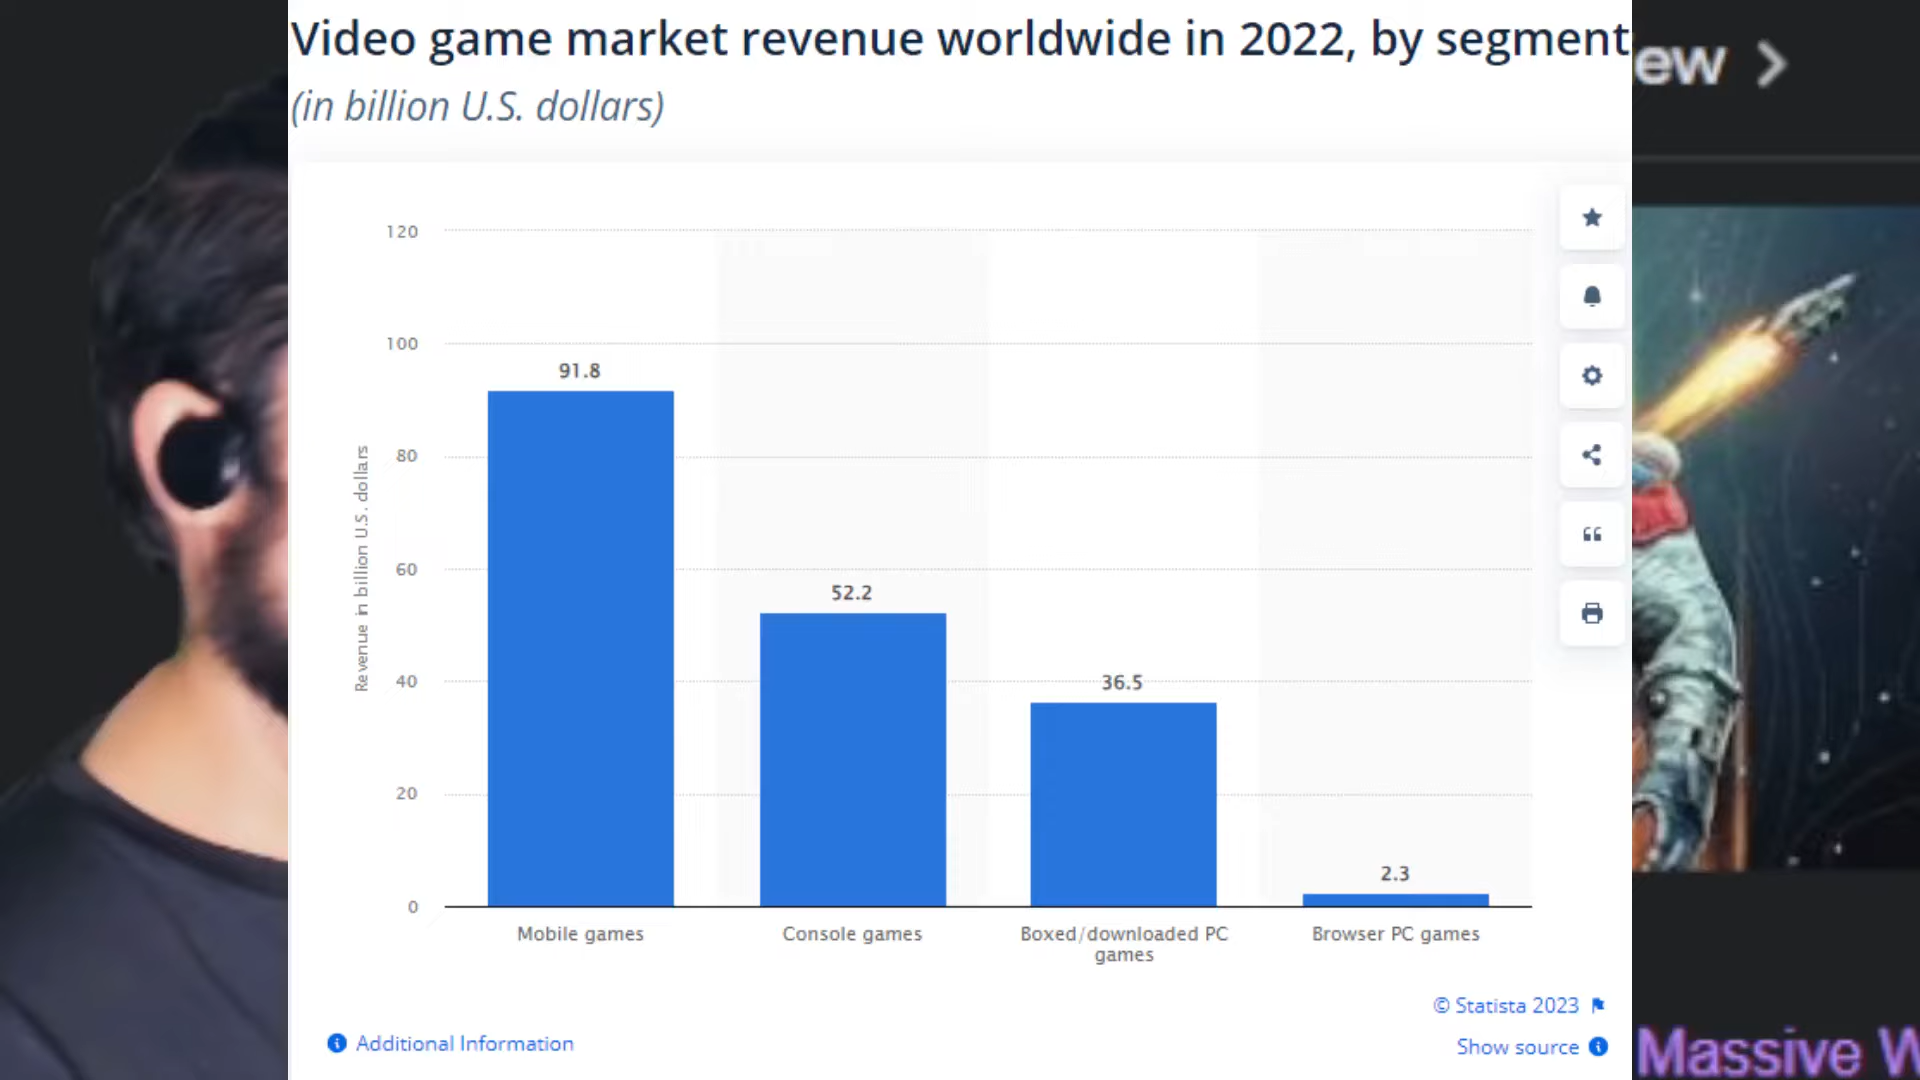 Video game market revenue worldwide in 2022, by segment
(in billion U.S. dollars)
ew >
120
100
80
60
40
20
0
Revenue in billion U.S. dollars
91.8
52.2
36.5
2.3
Mobile games
Console games
Boxed/downloaded PC
games
Browser PC games
© Statista 2023
Additional Information
Show source
Massive W